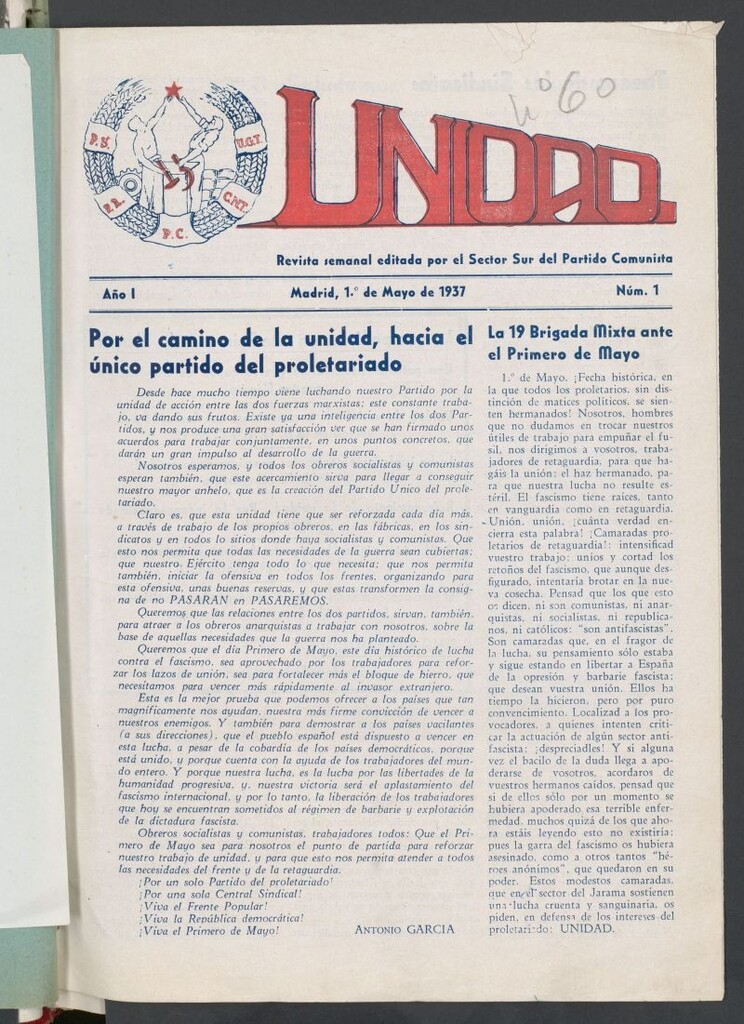 Nº 60
P.S.
U.G.T.
P.R.
C.N.T.
P.C.
UNIDAD
Revista semanal editada por el Sector Sur del Partido Comunista
Año I
Madrid, 1.º de Mayo de 1937
Núm. 1
Por el camino de la unidad, hacia el
único partido del proletariado
Desde hace mucho tiempo viene luchando nuestro Partido por la
unidad de acción entre las dos fuerzas marxistas; este constante traba-
jo, va dando sus frutos. Existe ya una inteligencia entre los dos Par-
tidos, y nos produce una gran satisfacción ver que se han firmado unos
acuerdos para trabajar conjuntamente, en unos puntos concretos, que
darán un gran impulso al desarrollo de la guerra.
Nosotros esperamos, y todos los obreros socialistas y comunistas
esperan también, que este acercamiento sirva para llegar a conseguir
nuestro mayor anhelo, que es la creación del Partido Unico del prole-
tariado.
Claro es, que esta unidad tiene que ser reforzada cada día más,
a través de trabajo de los propios obreros, en las fábricas, en los sin-
dicatos y en todo lo sitios donde haya socialistas y comunistas. Que
esto nos permita que todas las necesidades de la guerra sean cubiertas;
que nuestro Ejército tenga todo lo que necesita; que nos permita
también, iniciar la ofensiva en todos los frentes, organizando para
esta ofensiva, unas buenas reservas, y que estas transformen la consig-
na de no PASARAN en PASAREMOS.
Queremos que las relaciones entre los dos partidos, sirvan, también,
para atraer a los obreros anarquistas a trabajar con nosotros, sobre la
base de aquellas necesidades que la guerra nos ha planteado.
Queremos que el día Primero de Mayo, este día histórico de lucha
contra el fascismo, sea aprovechado por los trabajadores para refor-
zar los lazos de unión, sea para fortalecer más el bloque de hierro, que
necesitamos para vencer más rápidamente al invasor extranjero.
Esta es la mejor prueba que podemos ofrecer a los países que tan
magníficamente nos ayudan, nuestra más firme convicción de vencer a
nuestros enemigos. Y también para demostrar a los países vacilantes
(a sus direcciones), que el pueblo español está dispuesto a vencer en
esta lucha, a pesar de la cobardía de los países democráticos, porque
está unido, y porque cuenta con la ayuda de los trabajadores del mun-
do entero. Y porque nuestra lucha, es la lucha por las libertades de la
humanidad progresiva, y, nuestra victoria será el aplastamiento del
fascismo internacional, y por lo tanto, la liberación de los trabajadores
que hoy se encuentran sometidos al régimen de barbarie y explotación
de la dictadura fascista.
Obreros socialistas y comunistas, trabajadores todos: Que el Pri-
mero de Mayo sea para nosotros el punto de partida para reforzar
nuestro trabajo de unidad, y para que esto nos permita atender a todos
las necesidades del frente y de la retaguardia.
¡Por un solo Partido del proletariado!
¡Por una sola Central Sindical!
¡Viva el Frente Popular!
¡Viva la República democrática!
¡Viva el Primero de Mayo!
ANTONIO GARCIA
La 19 Brigada Mixta ante
el Primero de Mayo
1.º de Mayo. ¡Fecha histórica, en
la que todos los proletarios, sin dis-
tinción de matices políticos, se sien-
ten hermanados! Nosotros, hombres
que no dudamos en trocar nuestros
útiles de trabajo para empuñar el fu-
sil, nos dirigimos a vosotros, traba-
jadores de retaguardia, para que ha-
gáis la unión; el haz hermanado, pa-
ra que nuestra lucha no resulte es-
téril. El fascismo tiene raíces, tanto
en vanguardia como en retaguardia.
Unión, unión, ¡cuánta verdad en-
cierra esta palabra! ¡Camaradas pro-
letarios de retaguardia!: intensificad
vuestro trabajo; uníos y cortad los
retoños del fascismo, que aunque des-
figurado, intentaría brotar en la nue-
va cosecha. Pensad que los que esto
os dicen, ni son comunistas, ni anar-
quistas, ni socialistas, ni republica-
nos, ni católicos: "son antifascistas".
Son camaradas que, en el fragor de
la lucha, su pensamiento sólo estaba
y sigue estando en libertar a España
de la opresión y barbarie fascista;
que desean vuestra unión. Ellos ha
tiempo la hicieron, pero por puro
convencimiento. Localizad a los pro-
vocadores, a quienes intenten criti-
car la actuación de algún sector anti-
fascista; ¡despreciadles! Y si alguna
vez el bacilo de la duda llega a apo-
derarse de vosotros, acordaros de
vuestros hermanos caídos, pensad que
si de ellos sólo por un momento se
hubiera apoderado esa terrible enfer-
medad, muchos quizá de los que aho-
ra estáis leyendo esto no existiría;
pues la garra del fascismo os hubiera
asesinado, como a otros tantos "hé-
roes anónimos", que quedaron en su
poder. Estos modestos camaradas,
que en el sector del Jarama sostienen
una lucha cruenta y sanguinaria, os
piden, en defensa de los intereses del
proletariado: UNIDAD.